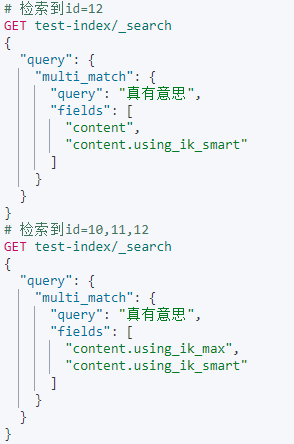 # 检索到id=12
GET test-index/_search
{
  "query": {
    "multi_match": {
      "query": "真有意思",
      "fields": [
        "content",
        "content.using_ik_smart"
      ]
    }
  }
}
# 检索到id=10,11,12
GET test-index/_search
{
  "query": {
    "multi_match": {
      "query": "真有意思",
      "fields": [
        "content.using_ik_max",
        "content.using_ik_smart"
      ]
    }
  }
}